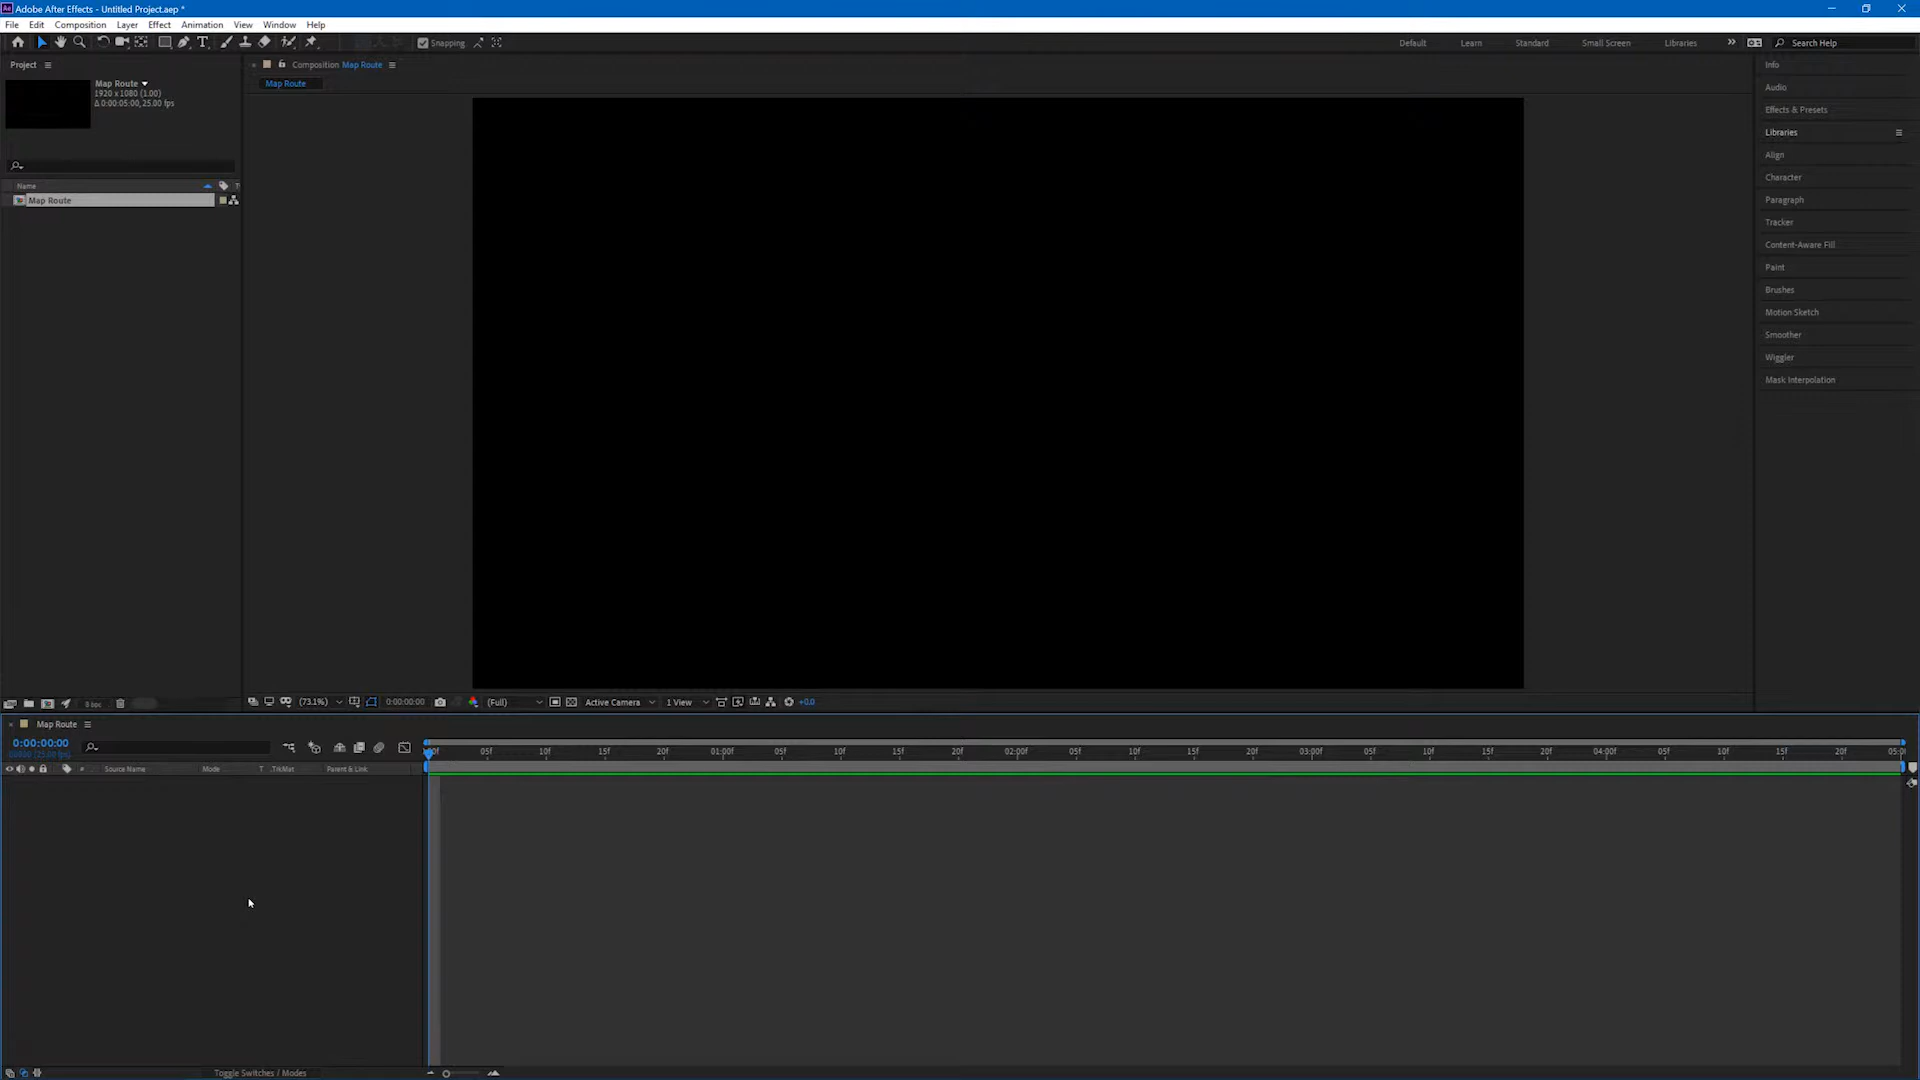 Adobe After Effects - Untitled Project.aep *
File Edit Composition Layer Effect Animation View Window Help
Snapping
Default Learn Standard Small Screen Libraries Search Help
Project
Composition Map Route
Map Route
1920 x 1080 (1.00)
Δ 0:00:05:00, 25.00 fps
Map Route
Info
Audio
Effects & Presets
Libraries
Align
Character
Paragraph
Tracker
Content-Aware Fill
Paint
Brushes
Motion Sketch
Smoother
Wiggler
Mask Interpolation
Name
Map Route
8 bpc
(73.1%) 0:00:00:00 (Full) Active Camera 1 View +0.0
Map Route
0:00:00:00
05f 10f 15f 20f 01:00f 05f 10f 15f 20f 02:00f 05f 10f 15f 20f 03:00f 05f 10f 15f 20f 04:00f 05f 10f 15f 20f
# Source Name Mode T .TrkMat Parent & Link
Toggle Switches / Modes